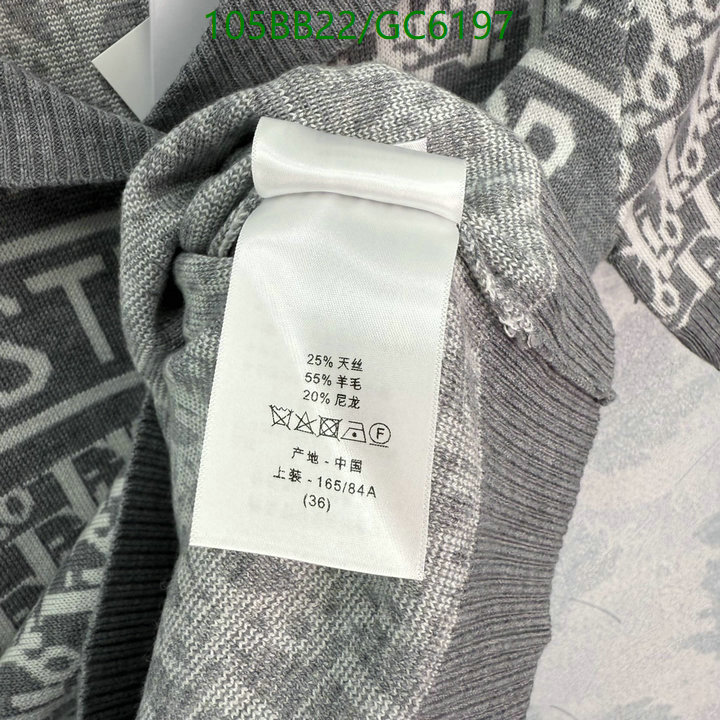 105BB22/GC6197
ST
25% 天丝
55% 羊毛
20% 尼龙
F
产地 - 中国
上装 - 165/84A
(36)